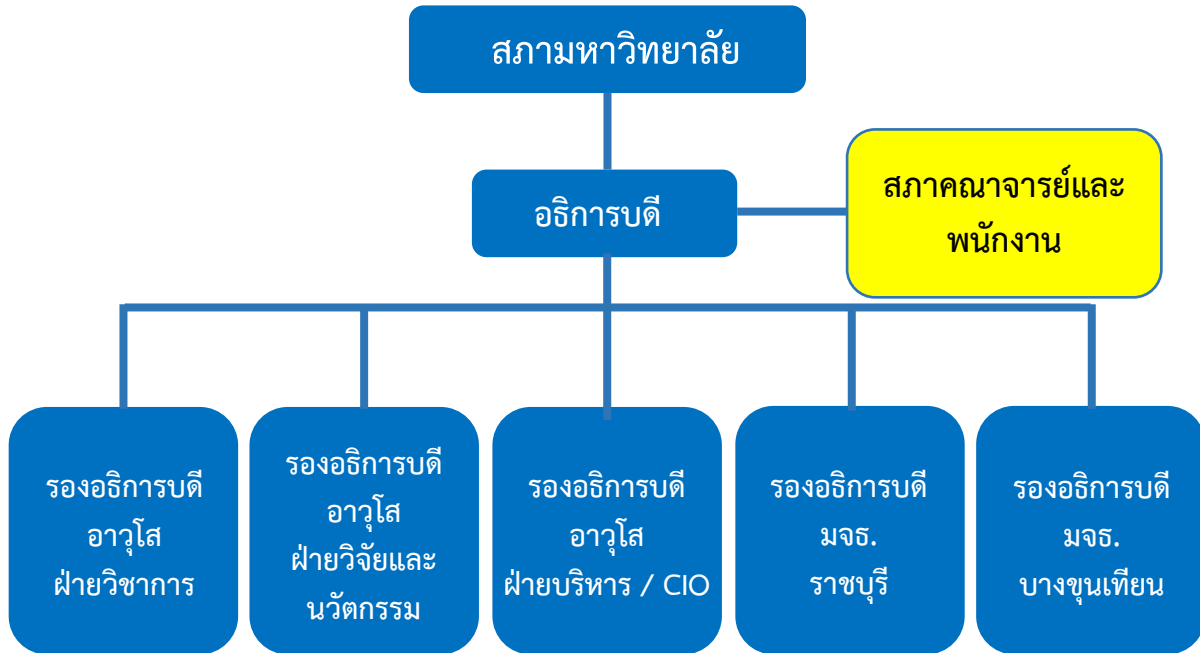 สภามหาวิทยาลัย
อธิการบดี
สภาคณาจารย์และ
พนักงาน
รองอธิการบดี
อาวุโส
ฝ่ายวิชาการ
รองอธิการบดี
อาวุโส
ฝ่ายวิจัยและ
นวัตกรรม
รองอธิการบดี
อาวุโส
ฝ่ายบริหาร / CIO
รองอธิการบดี
มจธ.
ราชบุรี
รองอธิการบดี
มจธ.
บางขุนเทียน